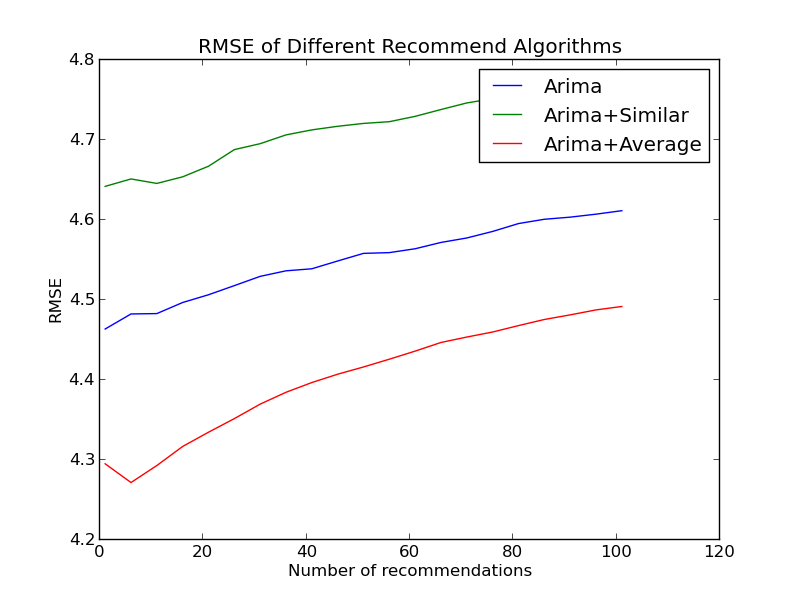 RMSE of Different Recommend Algorithms
4.8
4.7
4.6
4.5
4.4
4.3
4.2
RMSE
Arima
Arima+Similar
Arima+Average
0 20 40 60 80 100 120
Number of recommendations